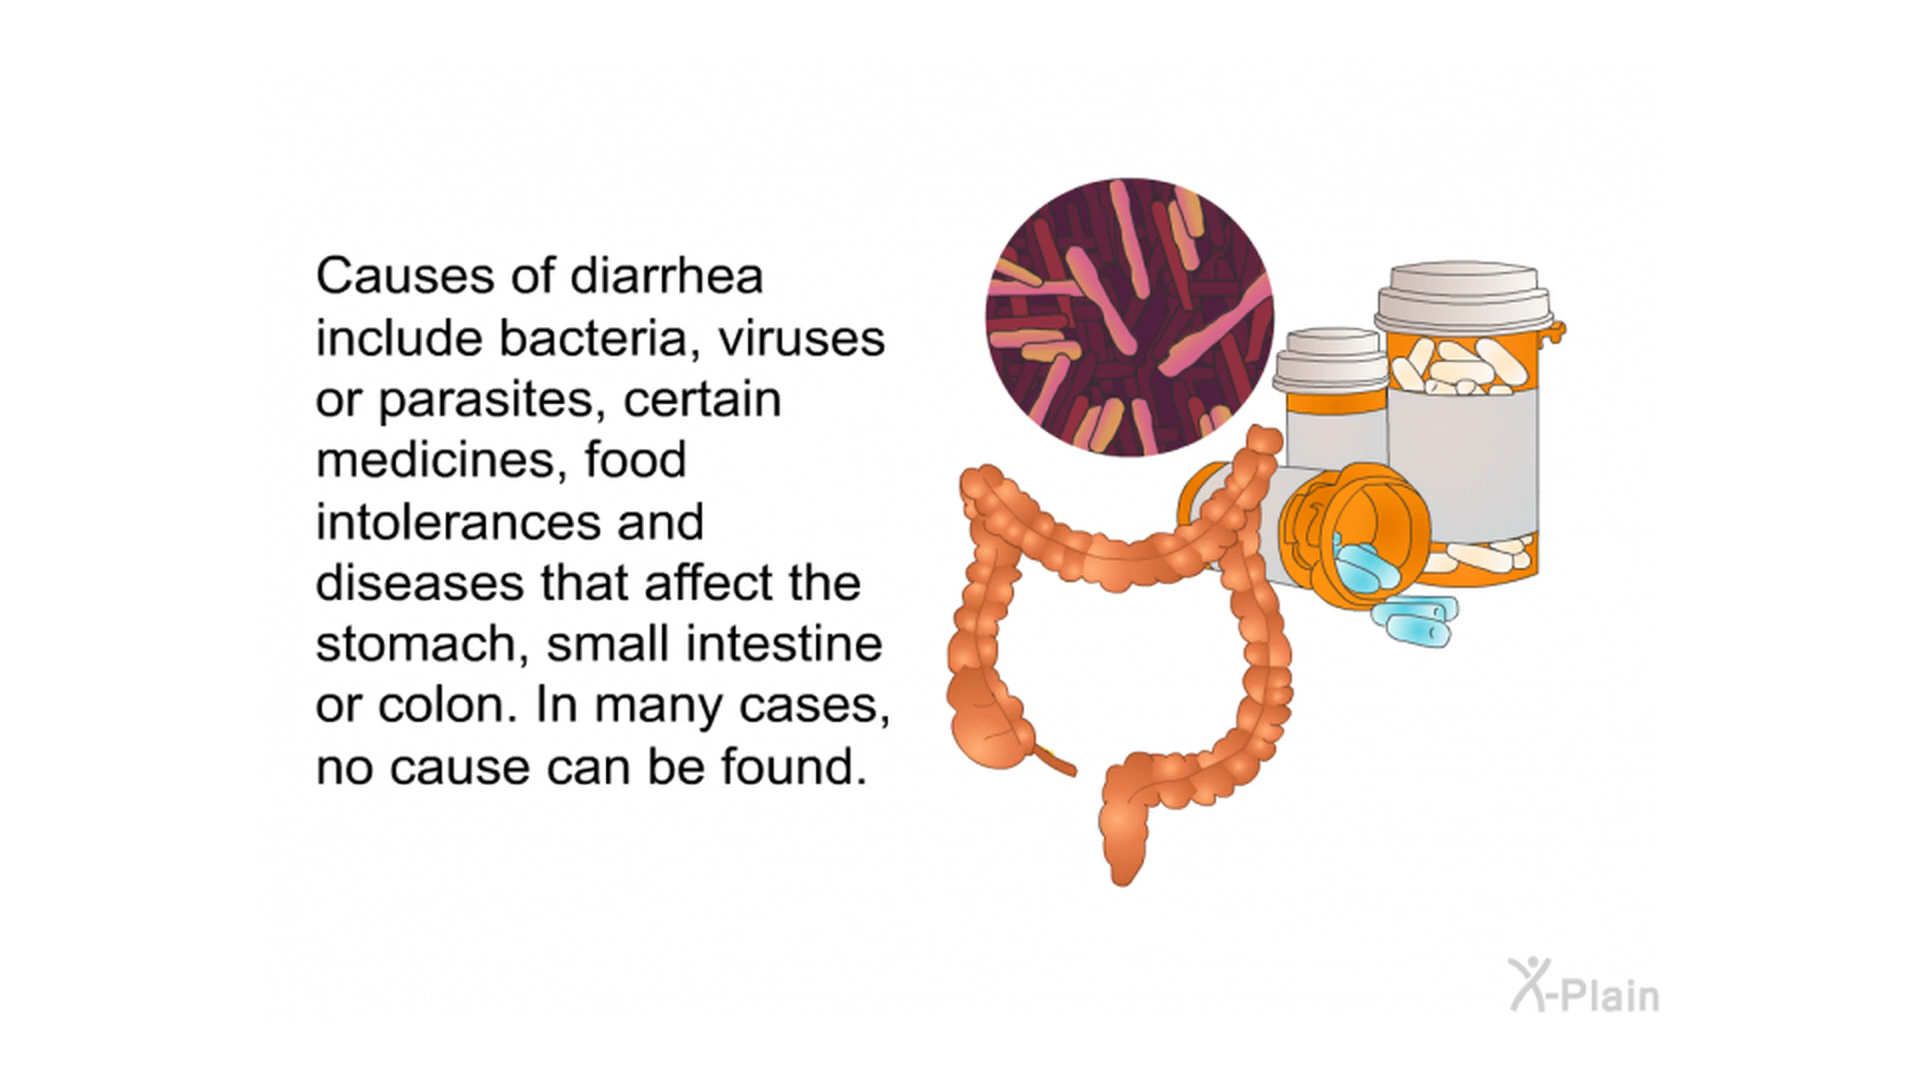 Causes of diarrhea
include bacteria, viruses
or parasites, certain
medicines, food
intolerances and
diseases that affect the
stomach, small intestine
or colon. In many cases,
no cause can be found.
X-Plain